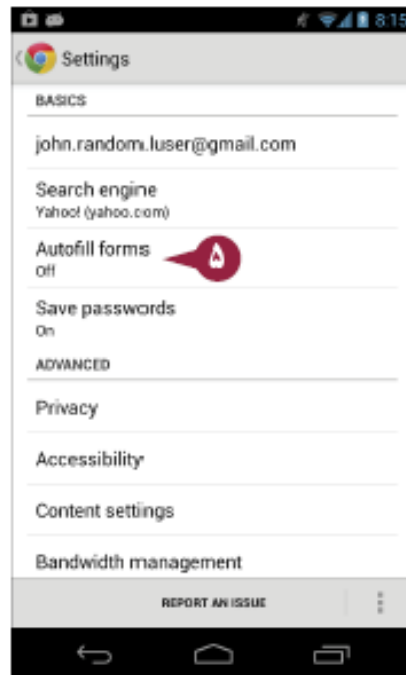 8:15
Settings
BASICS
john.random.luser@gmail.com
Search engine
Yahoo! (yahoo.com)
Autofill forms
Off
۵
Save passwords
On
ADVANCED
Privacy
Accessibility
Content settings
Bandwidth management
REPORT AN ISSUE